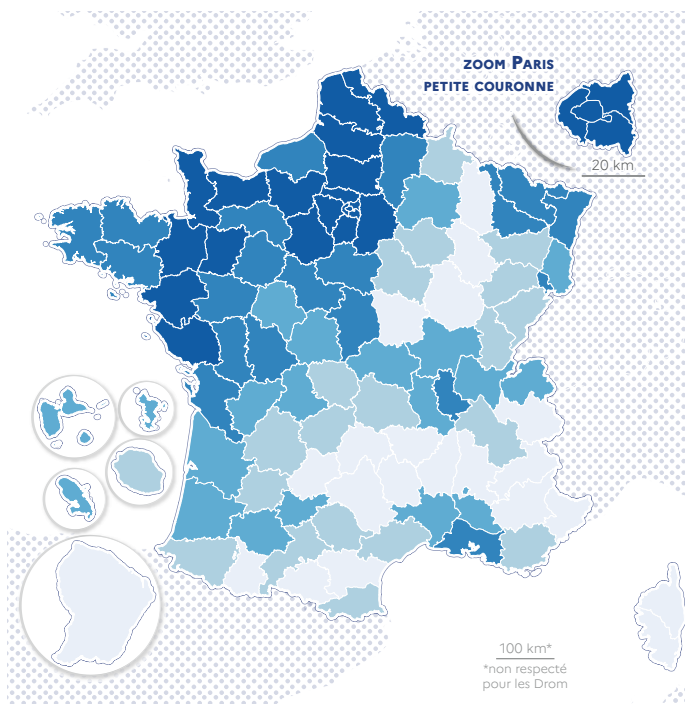 zoom Paris
petite couronne
20 km
100 km*
*non respecté
pour les Drom